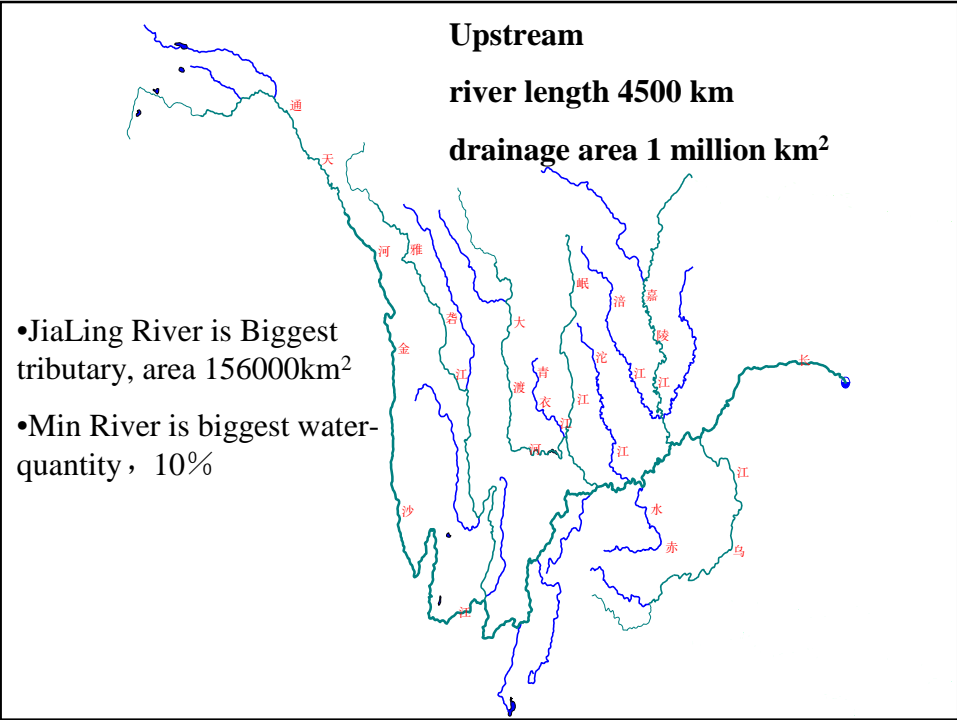 Upstream
river length 4500 km
drainage area 1 million km²
•JiaLing River is Biggest
tributary, area 156000km²
•Min River is biggest water-
quantity，10%
通
天
河
雅
砻
江
金
沙
江
大
渡
河
青
衣
江
岷
江
沱
江
涪
江
嘉
陵
江
长
江
水
赤
乌